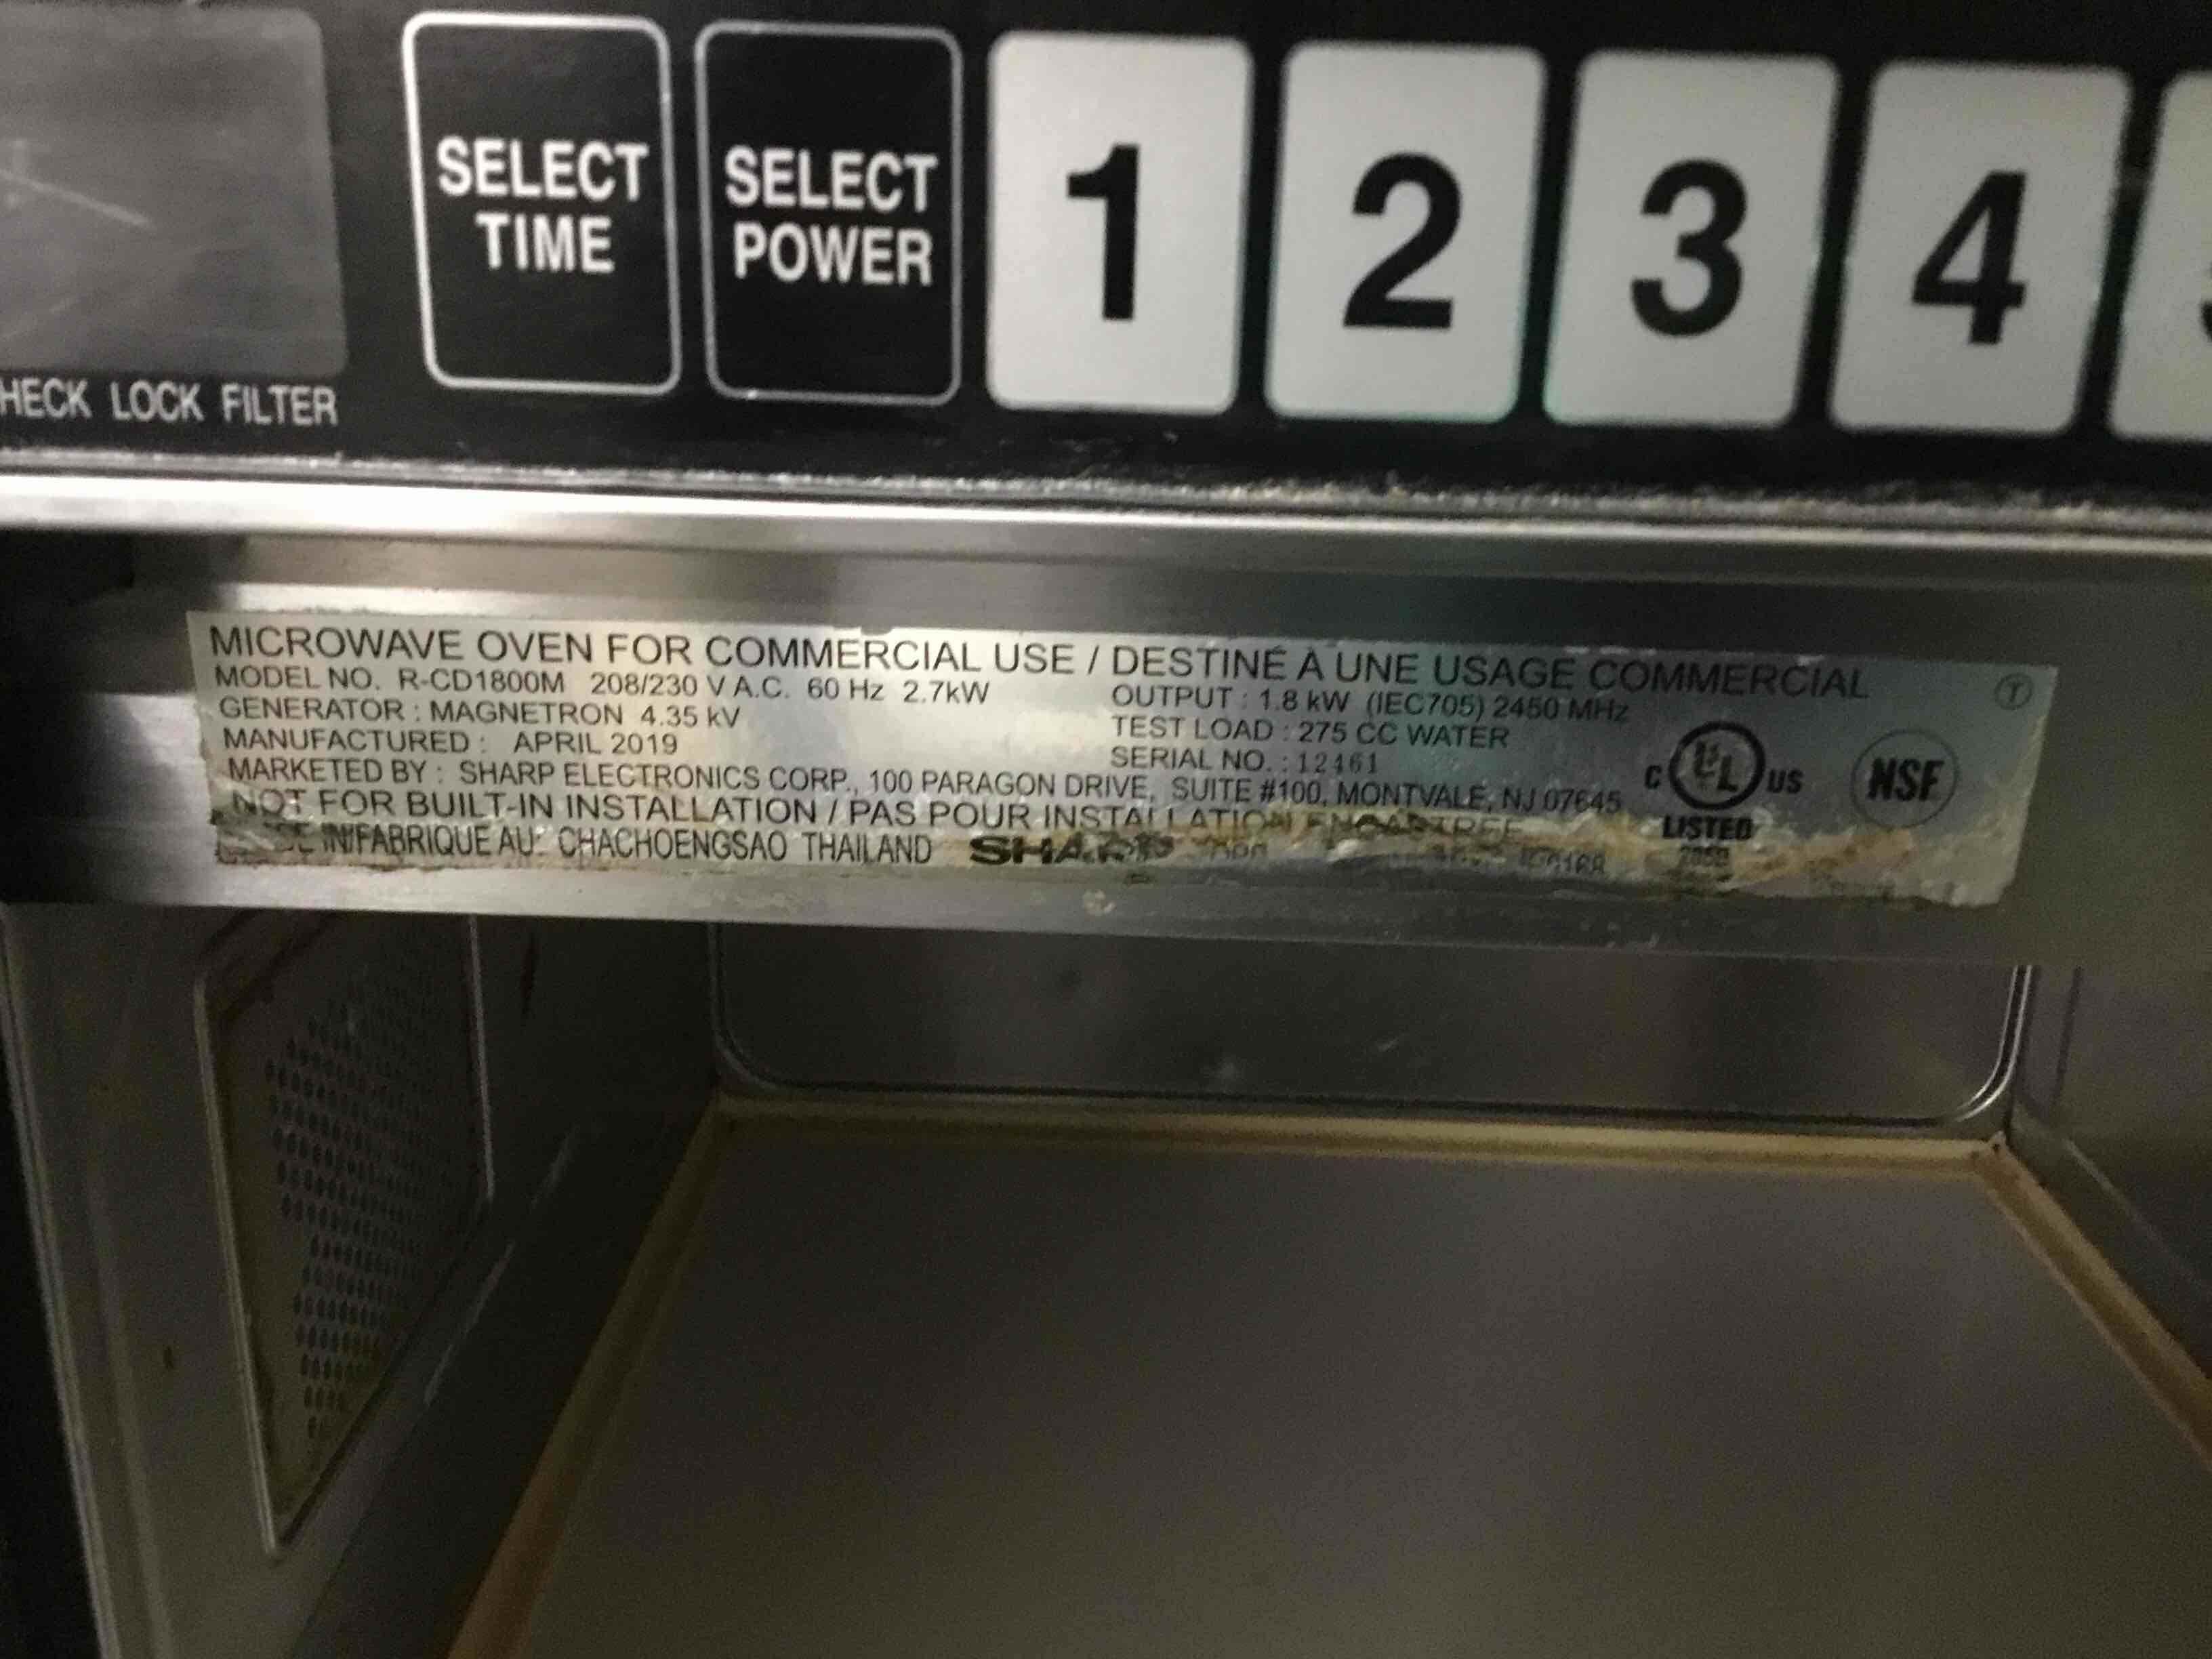 SELECT TIME
SELECT POWER
1 2 3 4
HECK LOCK FILTER
MICROWAVE OVEN FOR COMMERCIAL USE / DESTINÉ À UNE USAGE COMMERCIAL
MODEL NO. R-CD1800M 208/230 V A.C. 60 Hz 2.7kW
OUTPUT : 1.8 kW (IEC705) 2450 MHz
GENERATOR : MAGNETRON 4.35 kV
TEST LOAD : 275 CC WATER
MANUFACTURED : APRIL 2019
SERIAL NO. : 12461
MARKETED BY : SHARP ELECTRONICS CORP., 100 PARAGON DRIVE, SUITE #100, MONTVALE, NJ 07645
NOT FOR BUILT-IN INSTALLATION / PAS POUR INSTALLATION ENCASTREE
IN/FABRIQUE AU: CHACHOENGSAO THAILAND SHARP
T
C UL US
LISTED
NSF